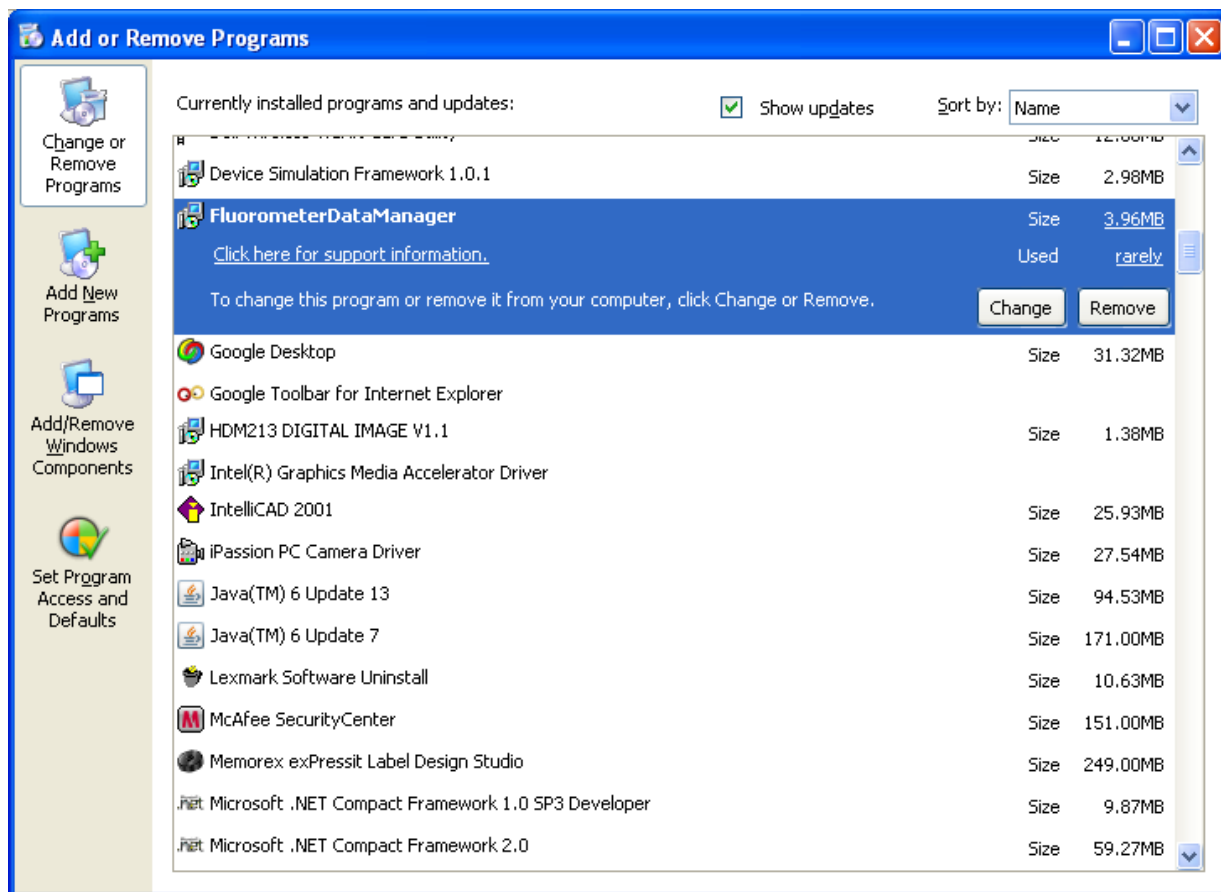 Add or Remove Programs
Change or
Remove
Programs
Add New
Programs
Add/Remove
Windows
Components
Set Program
Access and
Defaults
Currently installed programs and updates:
Show updates
Sort by: Name
Device Simulation Framework 1.0.1 Size 2.98MB
FluorometerDataManager Size 3.96MB
Click here for support information. Used rarely
To change this program or remove it from your computer, click Change or Remove. Change Remove
Google Desktop Size 31.32MB
Google Toolbar for Internet Explorer
HDM213 DIGITAL IMAGE V1.1 Size 1.38MB
Intel(R) Graphics Media Accelerator Driver
IntelliCAD 2001 Size 25.93MB
iPassion PC Camera Driver Size 27.54MB
Java(TM) 6 Update 13 Size 94.53MB
Java(TM) 6 Update 7 Size 171.00MB
Lexmark Software Uninstall Size 10.63MB
McAfee SecurityCenter Size 151.00MB
Memorex exPressit Label Design Studio Size 249.00MB
.net Microsoft .NET Compact Framework 1.0 SP3 Developer Size 9.87MB
.net Microsoft .NET Compact Framework 2.0 Size 59.27MB